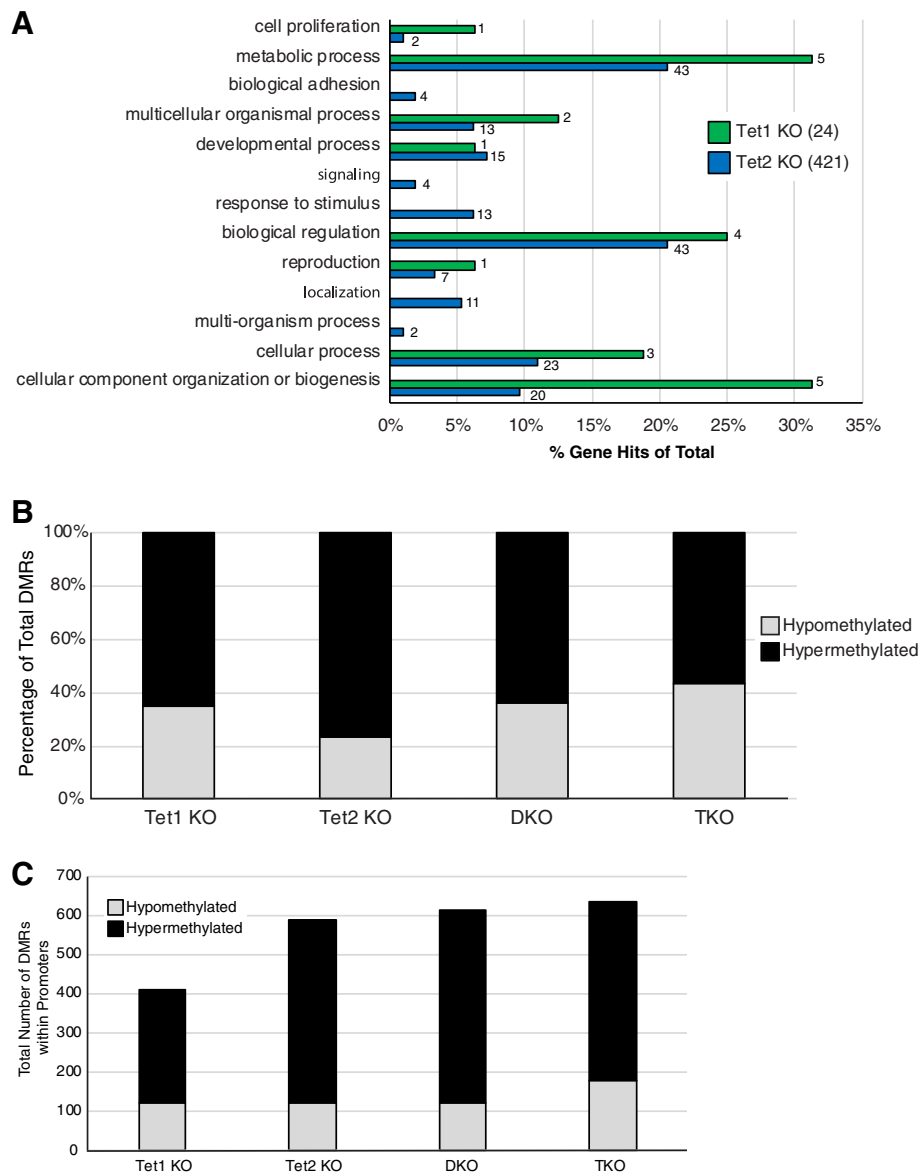 A
cell proliferation
1
2
metabolic process
5
43
biological adhesion
4
multicellular organismal process
2
13
developmental process
1
15
signaling
4
response to stimulus
13
biological regulation
4
43
reproduction
1
7
localization
11
multi-organism process
2
cellular process
3
23
cellular component organization or biogenesis
5
20
Tet1 KO (24)
Tet2 KO (421)
0% 5% 10% 15% 20% 25% 30% 35%
% Gene Hits of Total
B
Percentage of Total DMRs
100%
80%
60%
40%
20%
0%
Tet1 KO Tet2 KO DKO TKO
Hypomethylated
Hypermethylated
C
Total Number of DMRs
within Promoters
700
600
500
400
300
200
100
0
Hypomethylated
Hypermethylated
Tet1 KO Tet2 KO DKO TKO